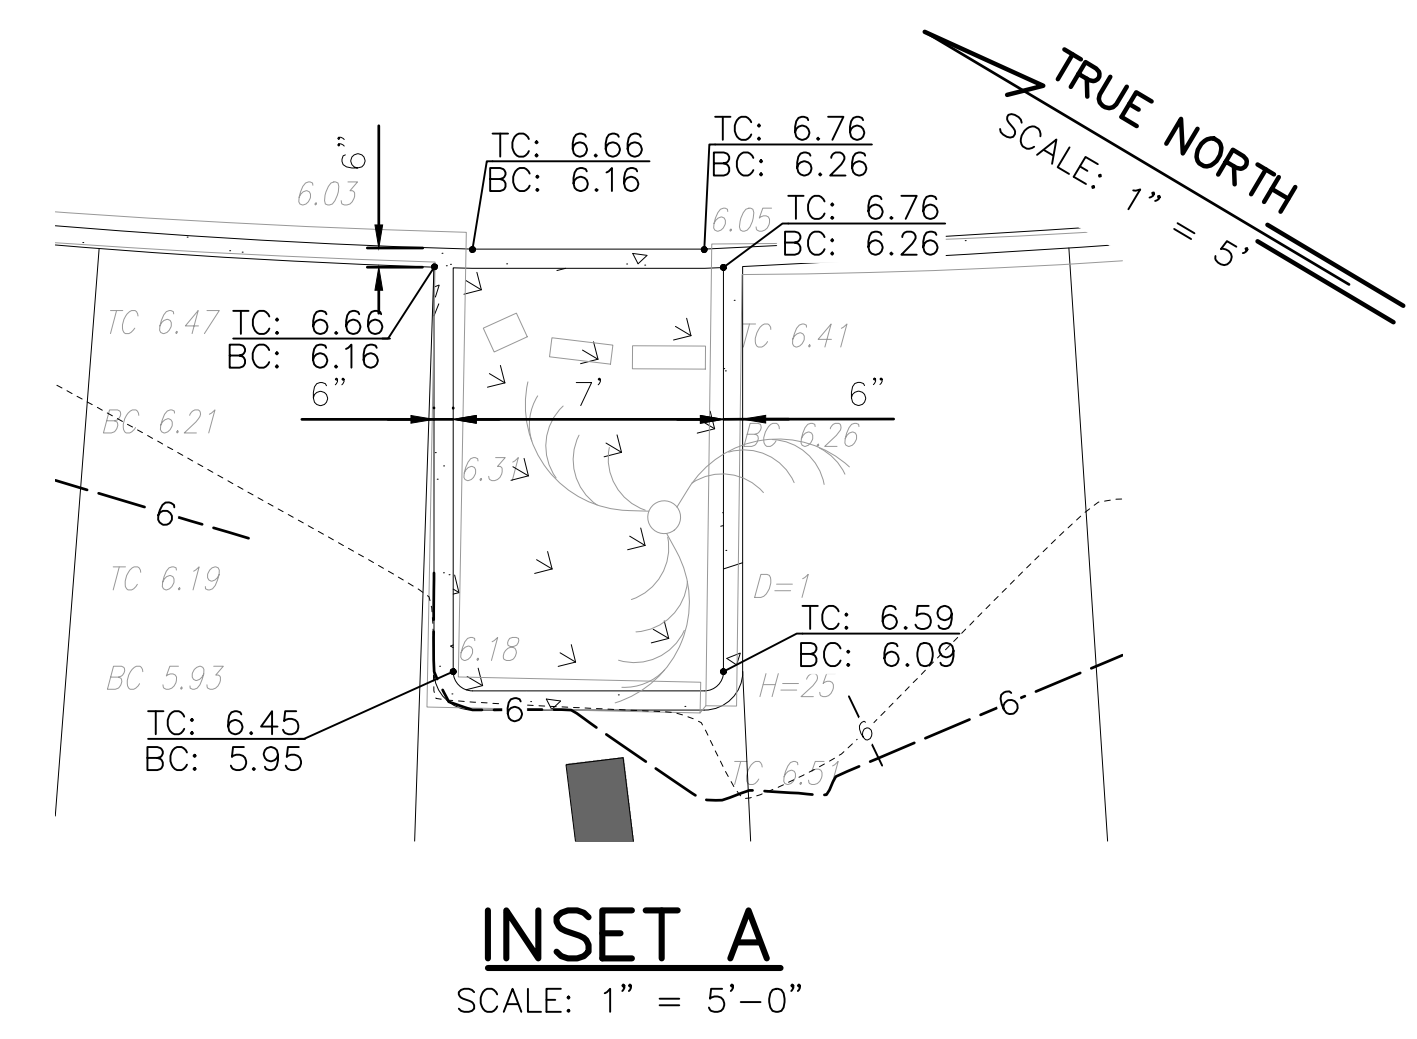 TRUE NORTH
SCALE: 1" = 5'
6"
6.03
TC: 6.66
BC: 6.16
TC: 6.76
BC: 6.26
6.05
TC: 6.76
BC: 6.26
TC 6.47
TC: 6.66
BC: 6.16
TC 6.41
6"
7'
6"
BC 6.21
BC 6.26
6.31
6
TC 6.19
D=1
TC: 6.59
BC: 6.09
6.18
BC 5.93
H=25
TC: 6.45
BC: 5.95
6
6
6
TC 6.51
INSET A
SCALE: 1" = 5'-0"